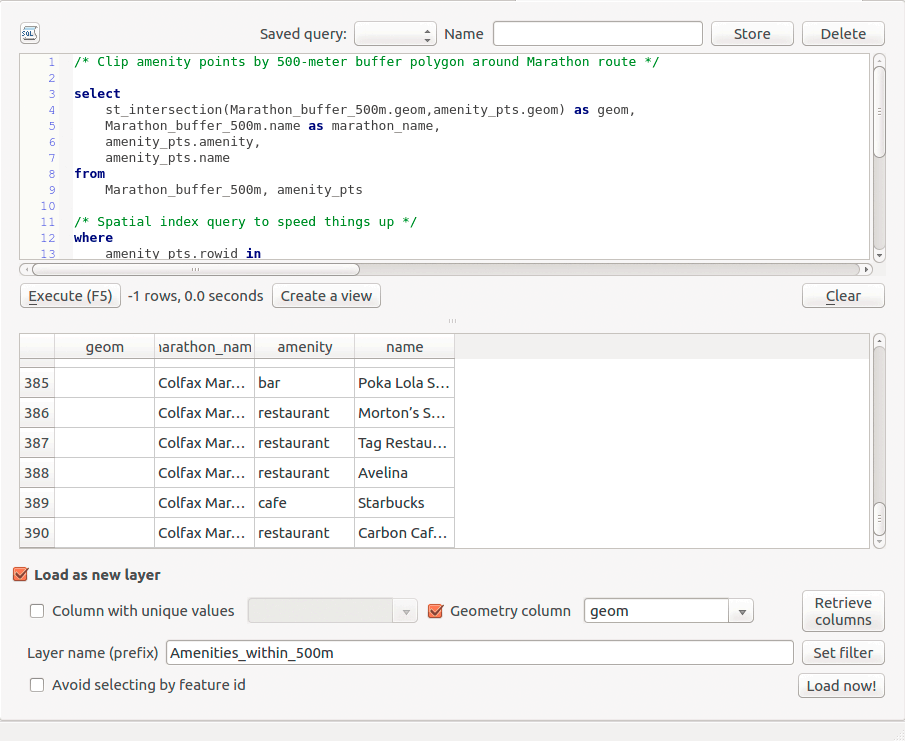 SQL
Saved query:
Name
Store
Delete
1 /* Clip amenity points by 500-meter buffer polygon around Marathon route */
2
3 select
4 st_intersection(Marathon_buffer_500m.geom,amenity_pts.geom) as geom,
5 Marathon_buffer_500m.name as marathon_name,
6 amenity_pts.amenity,
7 amenity_pts.name
8 from
9 Marathon_buffer_500m, amenity_pts
10
11 /* Spatial index query to speed things up */
12 where
13 amenity_pts.rowid in
Execute (F5) -1 rows, 0.0 seconds Create a view Clear
geom arathon_nam amenity name
385 Colfax Mar... bar Poka Lola S...
386 Colfax Mar... restaurant Morton’s S...
387 Colfax Mar... restaurant Tag Restau...
388 Colfax Mar... restaurant Avelina
389 Colfax Mar... cafe Starbucks
390 Colfax Mar... restaurant Carbon Caf...
Load as new layer
Column with unique values Geometry column geom
Retrieve
columns
Layer name (prefix) Amenities_within_500m Set filter
Avoid selecting by feature id Load now!